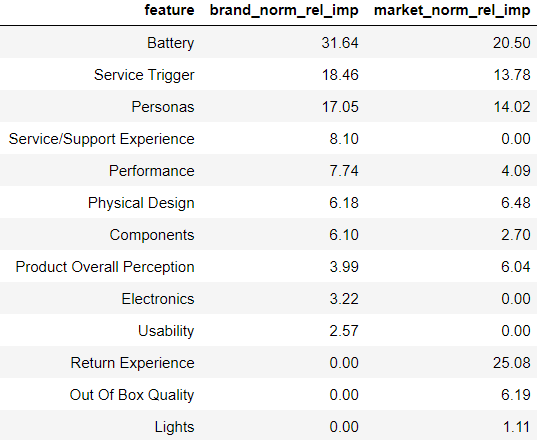 feature brand_norm_rel_imp market_norm_rel_imp
Battery 31.64 20.50
Service Trigger 18.46 13.78
Personas 17.05 14.02
Service/Support Experience 8.10 0.00
Performance 7.74 4.09
Physical Design 6.18 6.48
Components 6.10 2.70
Product Overall Perception 3.99 6.04
Electronics 3.22 0.00
Usability 2.57 0.00
Return Experience 0.00 25.08
Out Of Box Quality 0.00 6.19
Lights 0.00 1.11